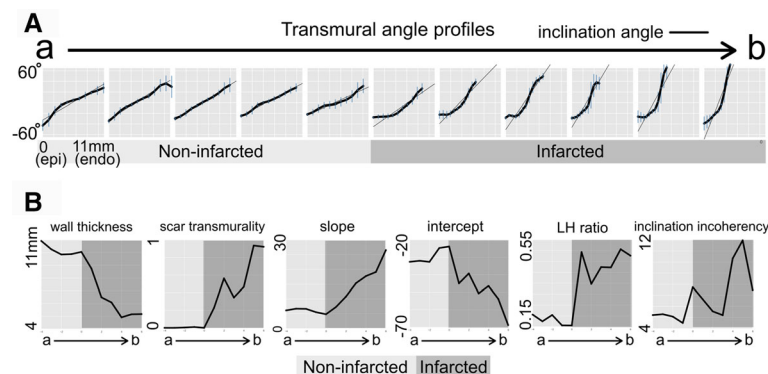 A
Transmural angle profiles
inclination angle
a
b
60°
-60°
0
11mm
(epi)
(endo)
Non-infarcted
Infarcted
B
wall thickness
scar transmurality
slope
intercept
LH ratio
inclination incoherency
11mm
4
1
0
30
0
-20
-70
0.55
0.15
12
4
a b
a b
a b
a b
a b
a b
Non-infarcted Infarcted